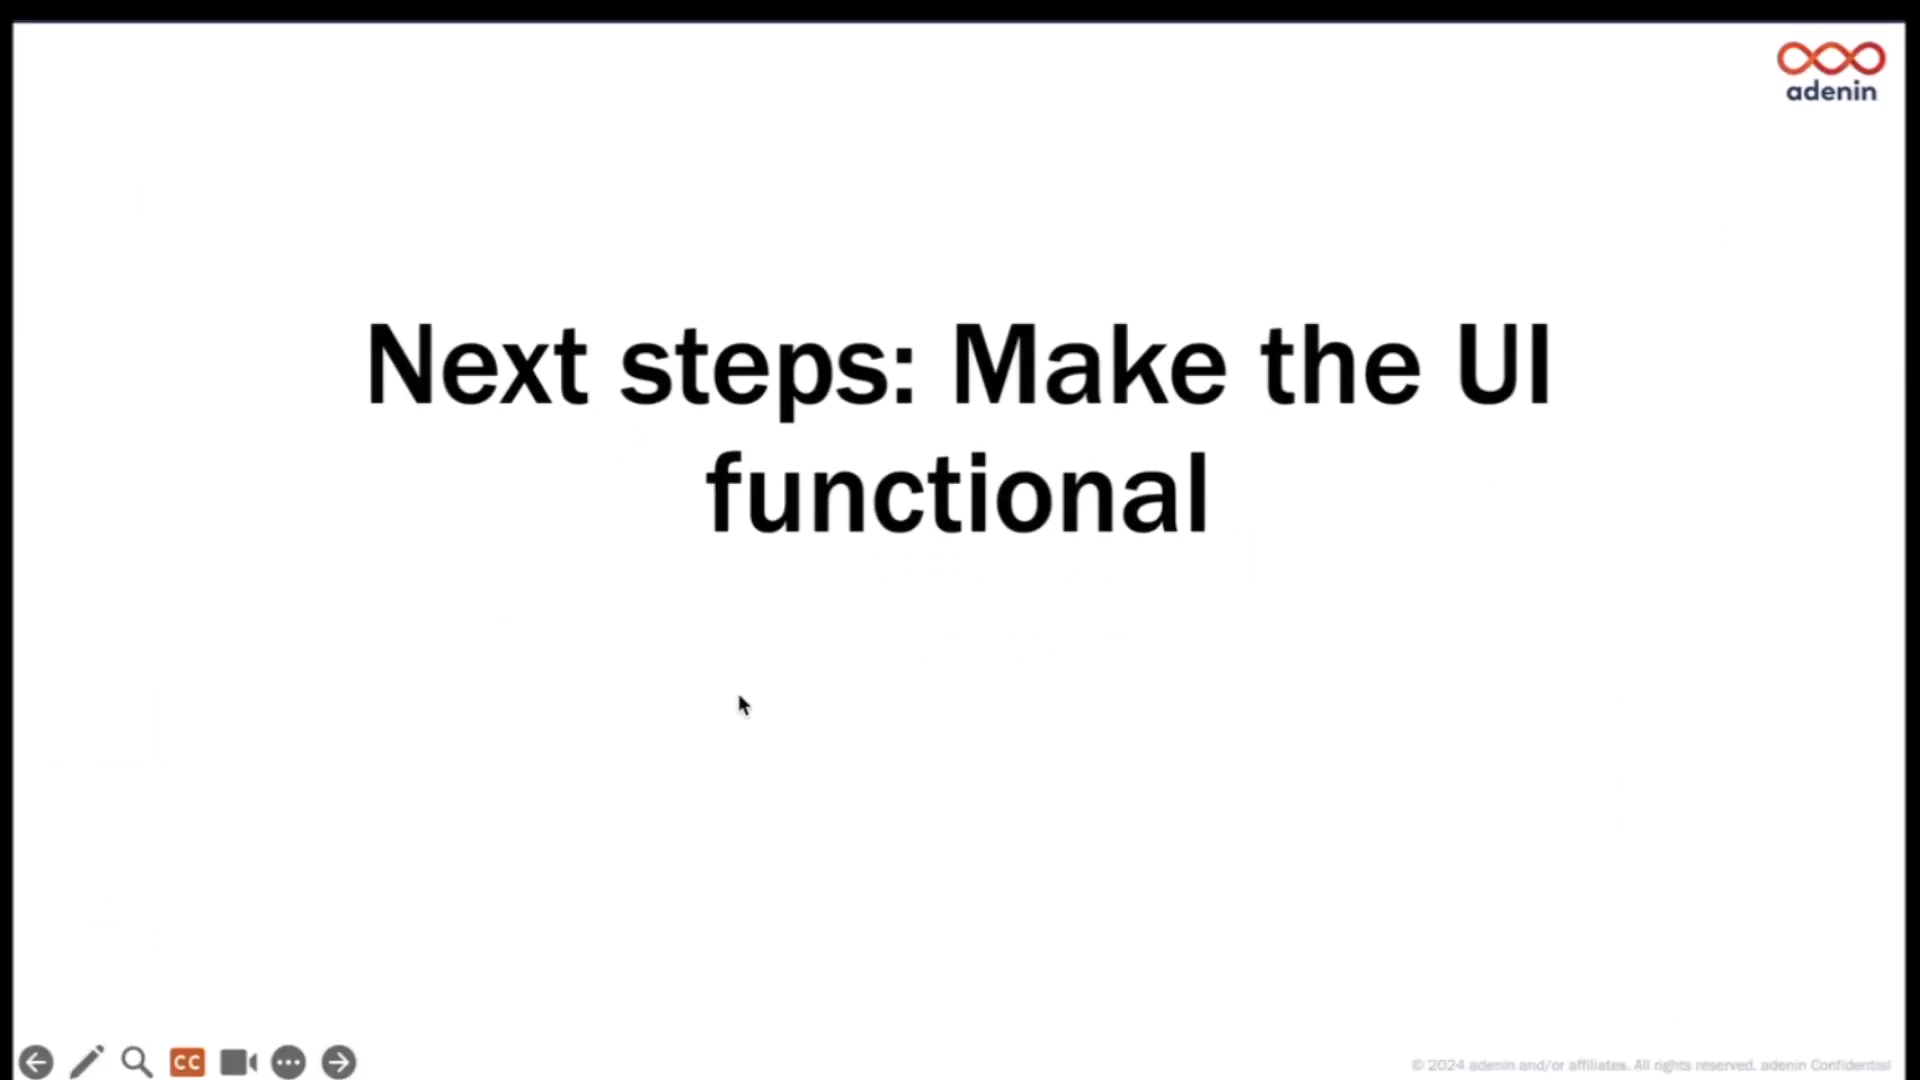 adenin
Next steps: Make the UI
functional
CC
© 2024 adenin and/or affiliates. All rights reserved. adenin Confidential